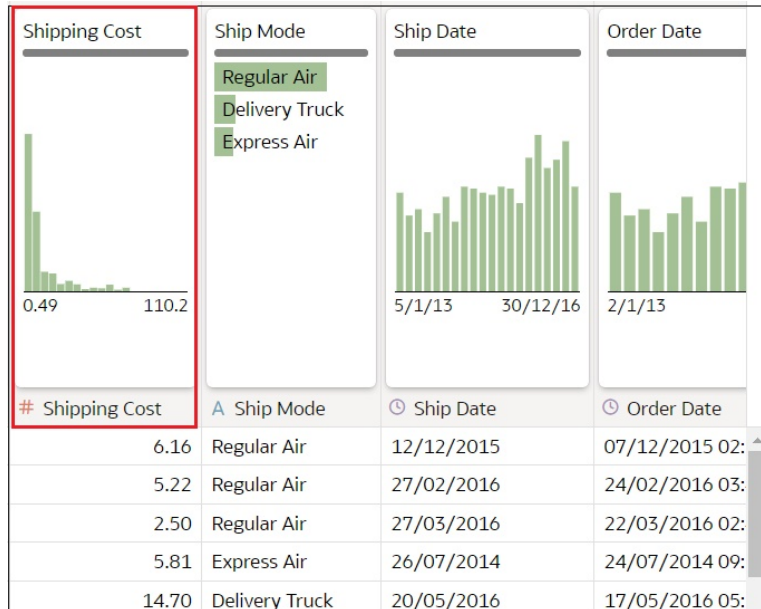 Shipping Cost Ship Mode Ship Date Order Date
Regular Air
Delivery Truck
Express Air
0.49 110.2 5/1/13 30/12/16 2/1/13
# Shipping Cost A Ship Mode Ship Date Order Date
6.16 Regular Air 12/12/2015 07/12/2015 02:
5.22 Regular Air 27/02/2016 24/02/2016 03:
2.50 Regular Air 27/03/2016 22/03/2016 02:
5.81 Express Air 26/07/2014 24/07/2014 09:
14.70 Delivery Truck 20/05/2016 17/05/2016 05: